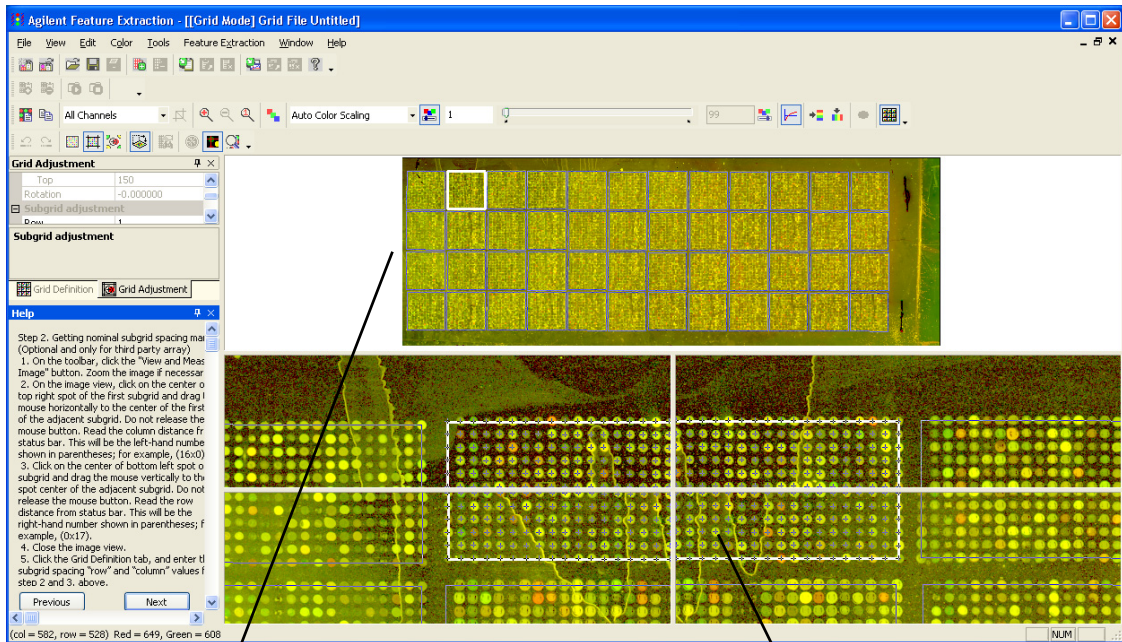 Agilent Feature Extraction - [[Grid Mode] Grid File Untitled]
File View Edit Color Tools Feature Extraction Window Help
All Channels Auto Color Scaling 1 99
Grid Adjustment
Top 150
Rotation -0.000000
Subgrid adjustment
Row 1
Subgrid adjustment
Grid Definition Grid Adjustment
Help
Step 2. Getting nominal subgrid spacing
(Optional and only for third party array)
1. On the toolbar, click the "View and
Image" button. Zoom the image if
2. On the image view, click on the center
top right spot of the first subgrid and drag
mouse horizontally to the center of the first
of the adjacent subgrid. Do not release the
mouse button. Read the column distance
status bar. This will be the left-hand
shown in parentheses; for example, (16x0)
3. Click on the center of bottom left spot
subgrid and drag the mouse vertically to
spot center of the adjacent subgrid. Do not
release the mouse button. Read the row
distance from status bar. This will be the
right-hand number shown in parentheses;
example, (0x17).
4. Close the image view.
5. Click the Grid Definition tab, and enter
subgrid spacing "row" and "column" values
step 2 and 3. above.
Previous Next
(col = 582, row = 528) Red = 649, Green = 608
NUM